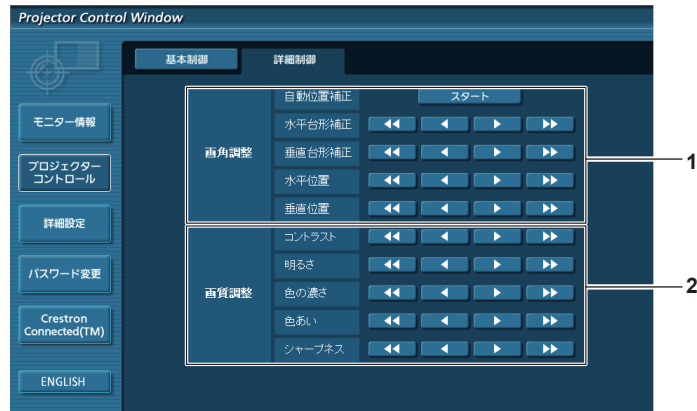 Projector Control Window
基本制御
詳細制御
モニター情報
プロジェクター
コントロール
詳細設定
パスワード変更
Crestron
Connected(TM)
ENGLISH
画角調整
自動位置補正 スタート
水平台形補正
垂直台形補正
水平位置
垂直位置
1
画質調整
コントラスト
明るさ
色の濃さ
色あい
シャープネス
2